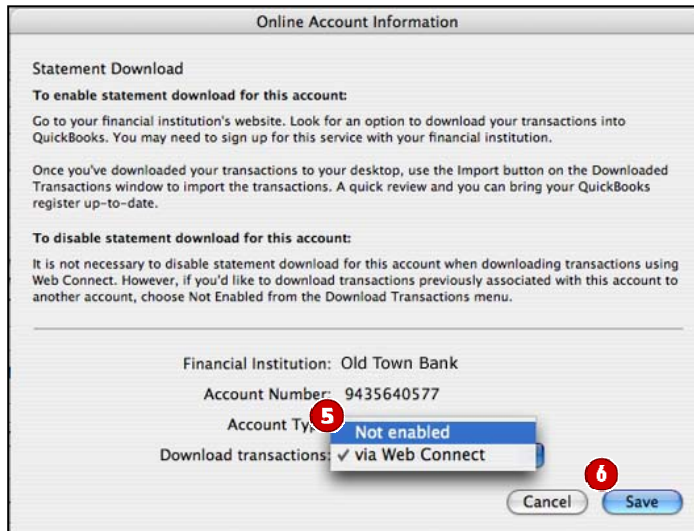 Online Account Information
Statement Download
To enable statement download for this account:
Go to your financial institution's website. Look for an option to download your transactions into
QuickBooks. You may need to sign up for this service with your financial institution.
Once you've downloaded your transactions to your desktop, use the Import button on the Downloaded
Transactions window to import the transactions. A quick review and you can bring your QuickBooks
register up-to-date.
To disable statement download for this account:
It is not necessary to disable statement download for this account when downloading transactions using
Web Connect. However, if you'd like to download transactions previously associated with this account to
another account, choose Not Enabled from the Download Transactions menu.
Financial Institution: Old Town Bank
Account Number: 9435640577
Account Typ 5 Not enabled
Download transactions: ✓ via Web Connect
6
Cancel Save